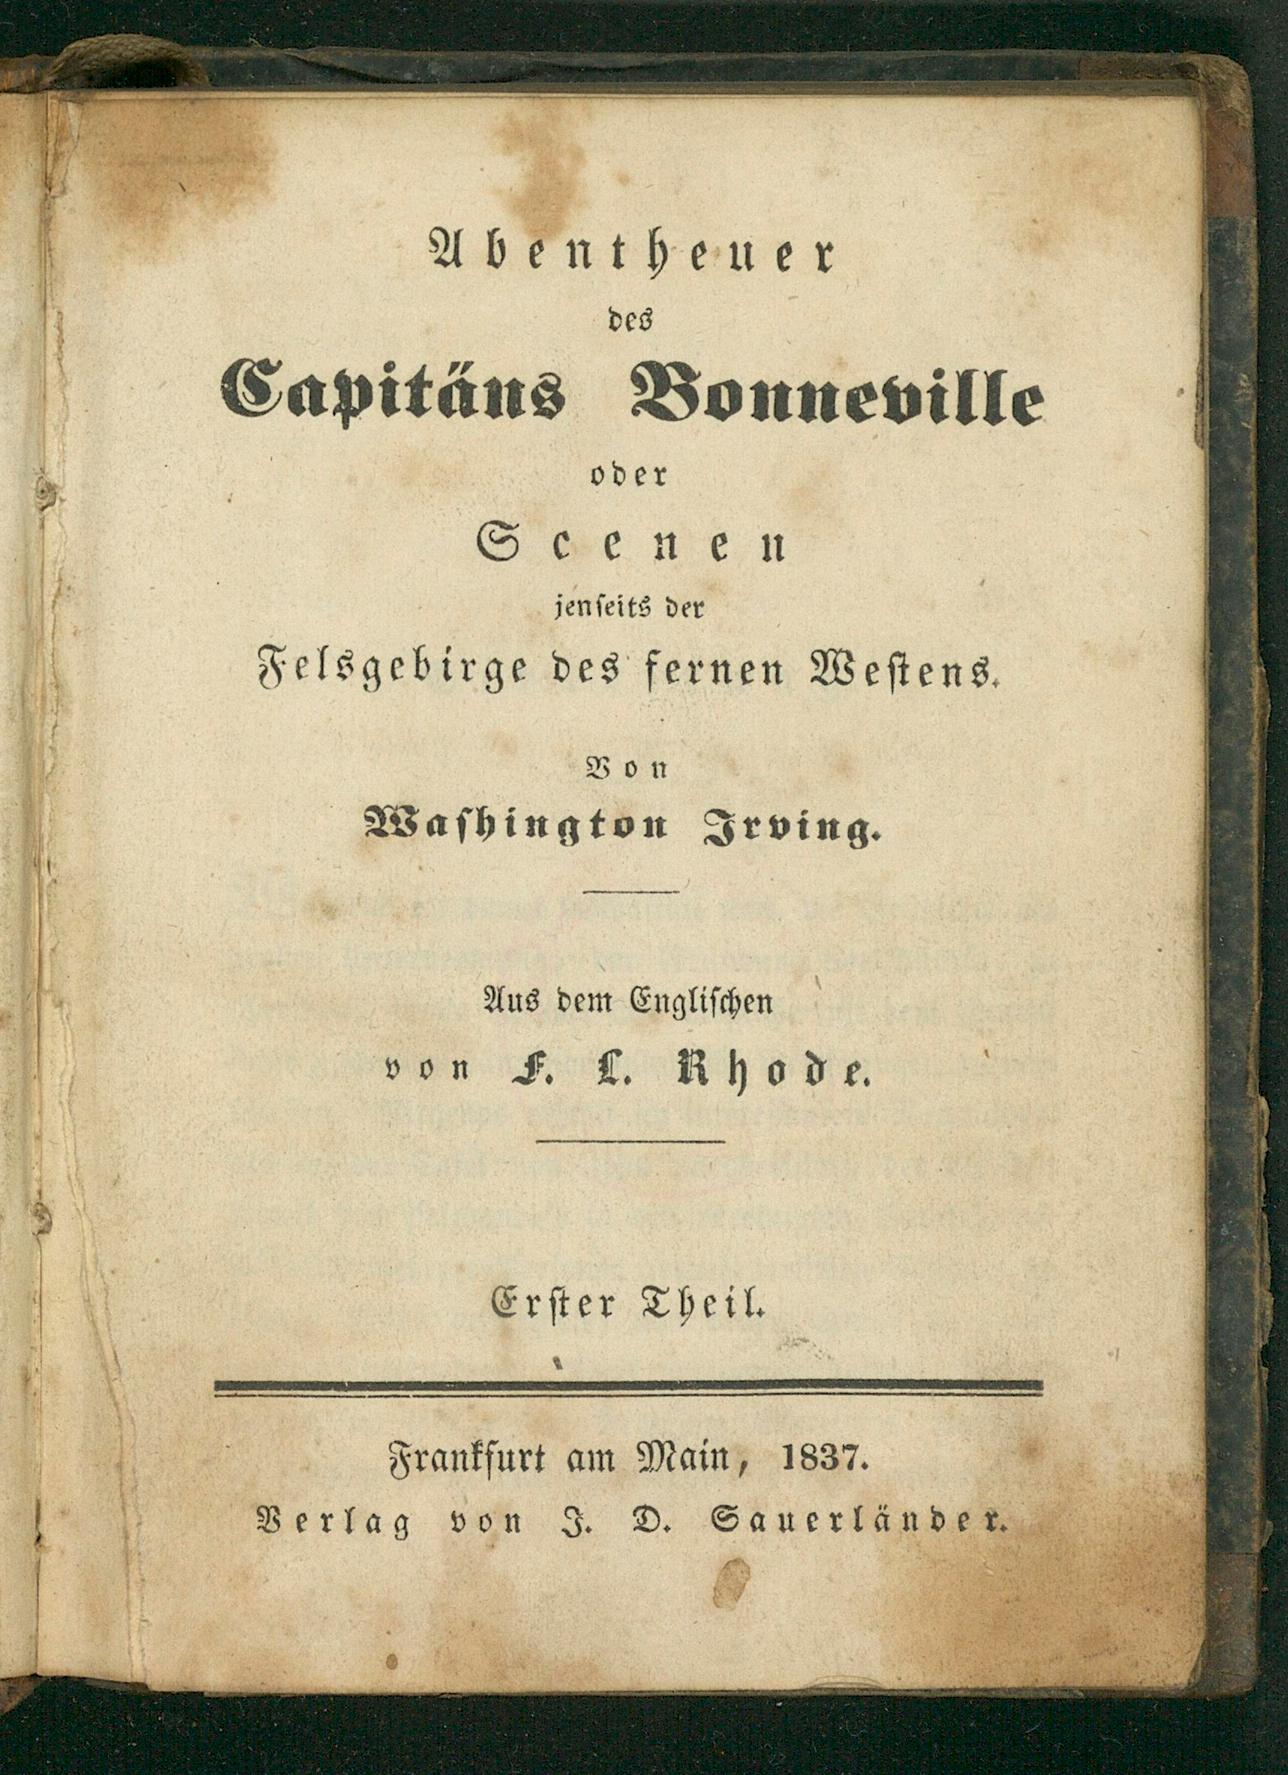 Abentheuer
des
Capitäns Bonneville
oder
Scenen
jenseits der
Felsgebirge des fernen Westens.
Von
Washington Irving.
Aus dem Englischen
von F. L. Rhode.
Erster Theil.
Frankfurt am Main, 1837.
Verlag von J. D. Sauerländer.